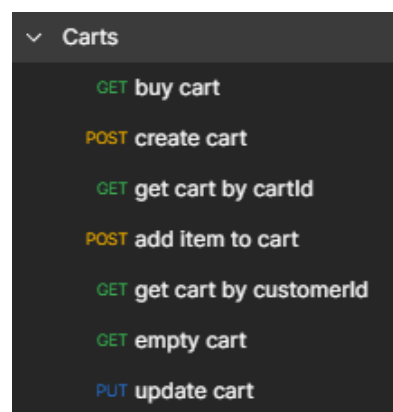 Carts
GET buy cart
POST create cart
GET get cart by cartId
POST add item to cart
GET get cart by customerId
GET empty cart
PUT update cart